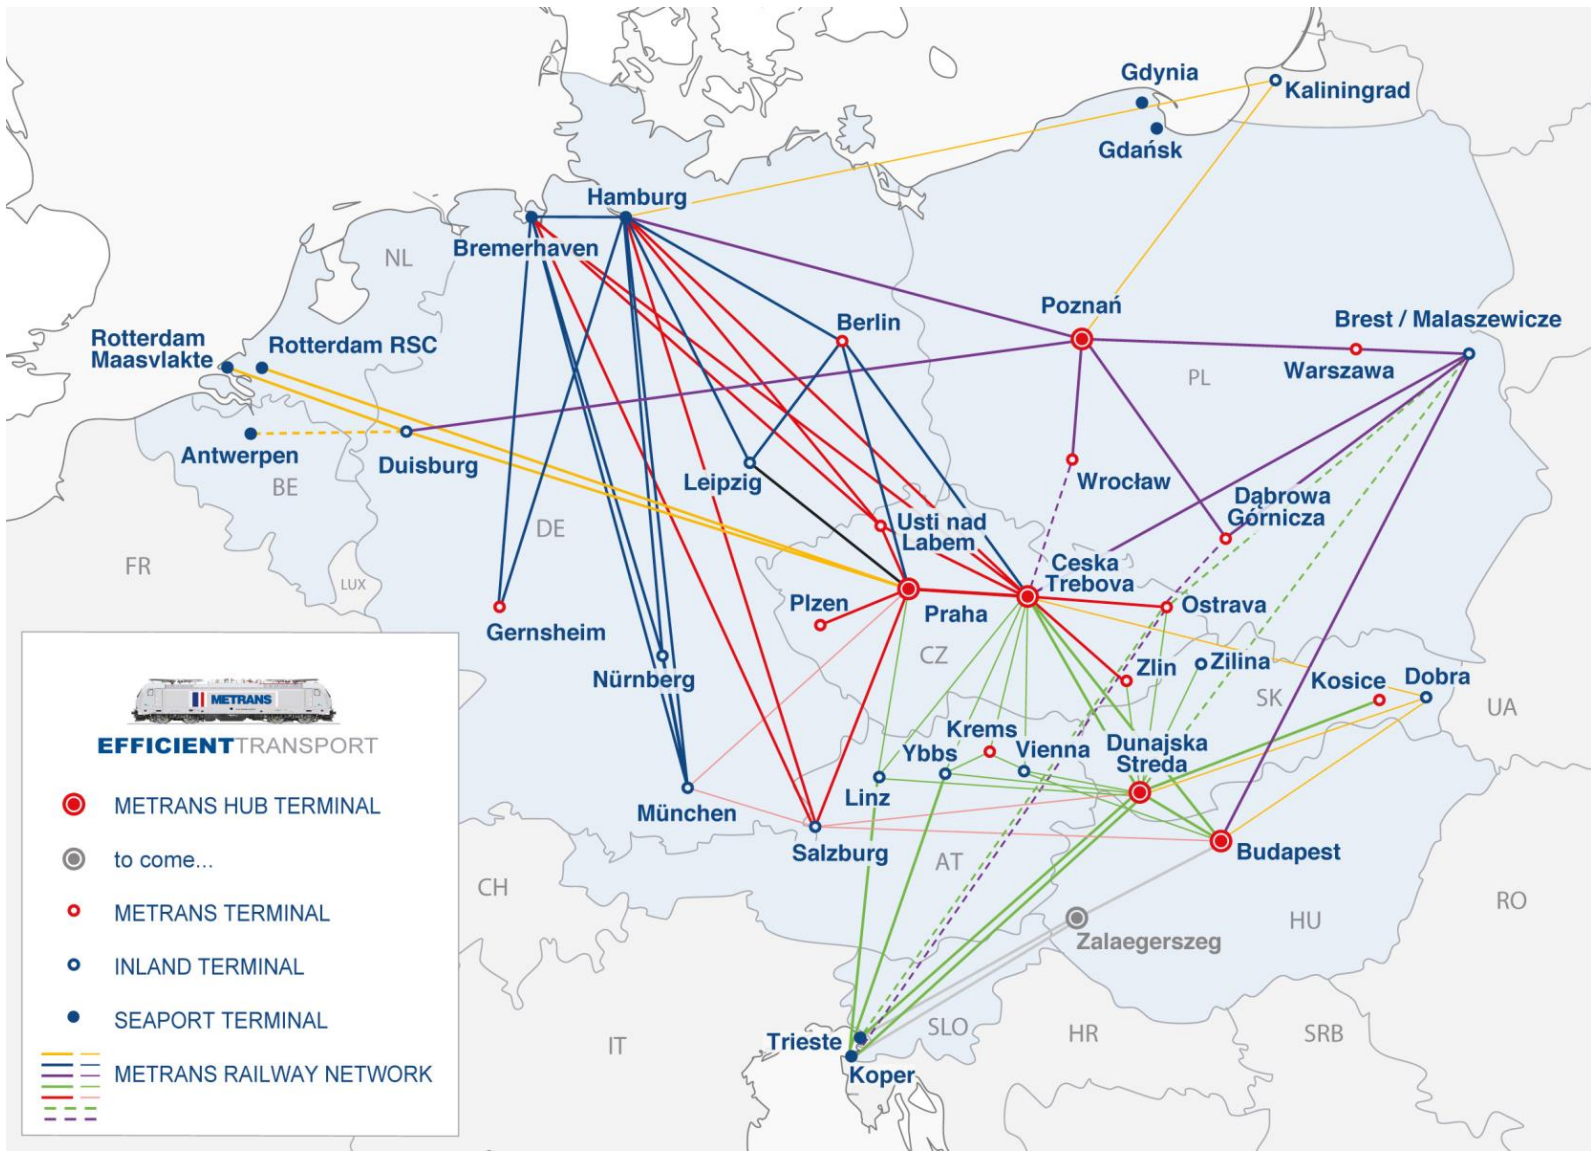 Gdynia
Kaliningrad
Gdańsk
Hamburg
Bremerhaven
NL
Poznań
Berlin
Brest / Malaszewicze
Rotterdam
Maasvlakte
Rotterdam RSC
Warszawa
PL
Antwerpen
Duisburg
BE
Leipzig
Wrocław
Dąbrowa
Górnicza
DE
Usti nad
Labem
FR
LUX
Ceska
Trebova
Plzen
Praha
Ostrava
Gernsheim
CZ
Zlin
Zilina
Nürnberg
Kosice
Dobra
SK
UA
Krems
Ybbs
Vienna
Dunajska
Streda
München
Linz
Salzburg
AT
Budapest
CH
RO
HU
Zalaegerszeg
SLO
HR
SRB
IT
Trieste
Koper
METRANS
EFFICIENTTRANSPORT
METRANS HUB TERMINAL
to come...
METRANS TERMINAL
INLAND TERMINAL
SEAPORT TERMINAL
METRANS RAILWAY NETWORK